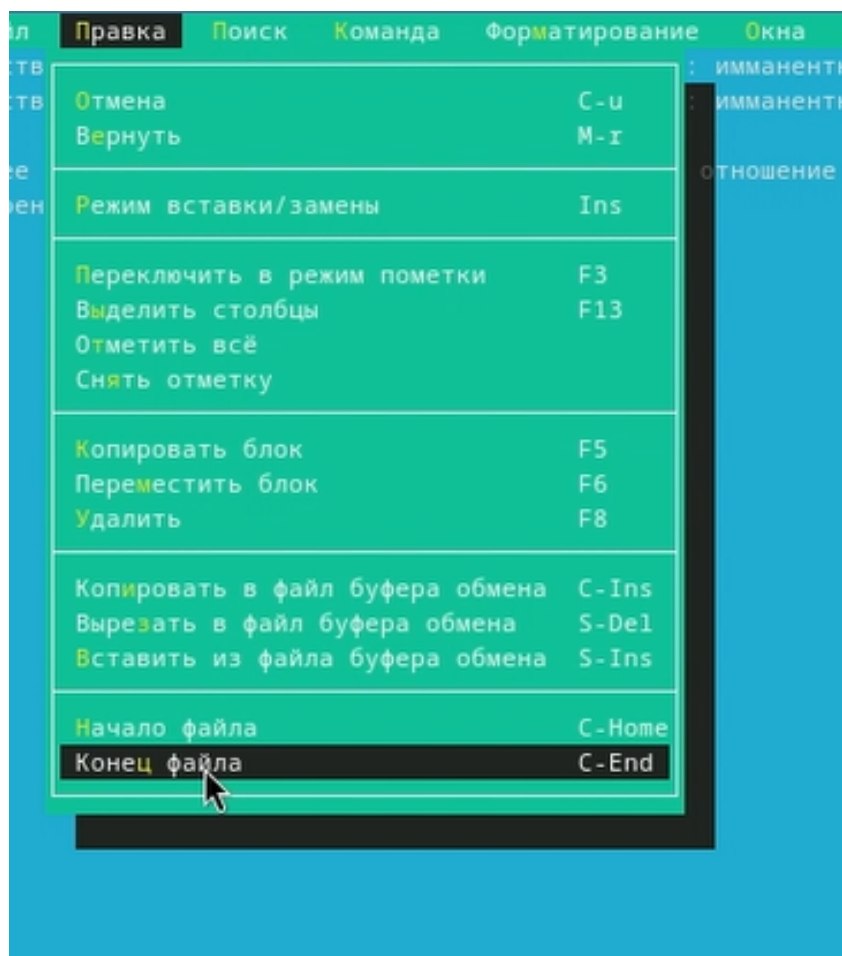 Правка Поиск Команда Форматирование Окна
: имманент
: имманент
Отмена C-u
Вернуть M-r
отношение
Режим вставки/замены Ins
Переключить в режим пометки F3
Выделить столбцы F13
Отметить всё
Снять отметку
Копировать блок F5
Переместить блок F6
Удалить F8
Копировать в файл буфера обмена C-Ins
Вырезать в файл буфера обмена S-Del
Вставить из файла буфера обмена S-Ins
Начало файла C-Home
Конец файла C-End